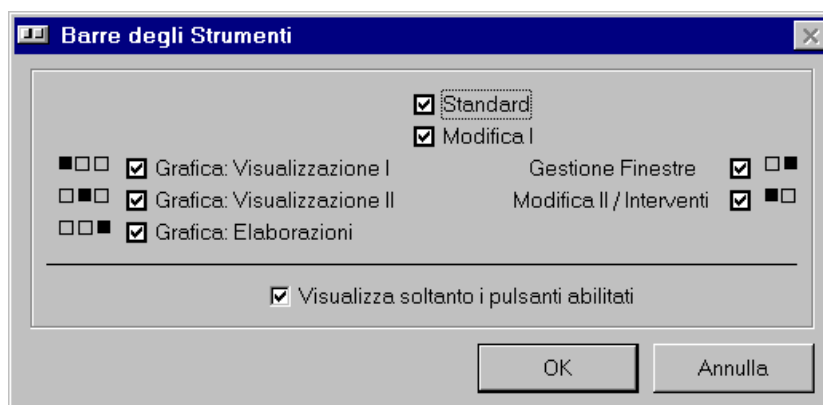 Barre degli Strumenti
Standard
Modifica I
Grafica: Visualizzazione I
Gestione Finestre
Grafica: Visualizzazione II
Modifica II / Interventi
Grafica: Elaborazioni
Visualizza soltanto i pulsanti abilitati
OK
Annulla